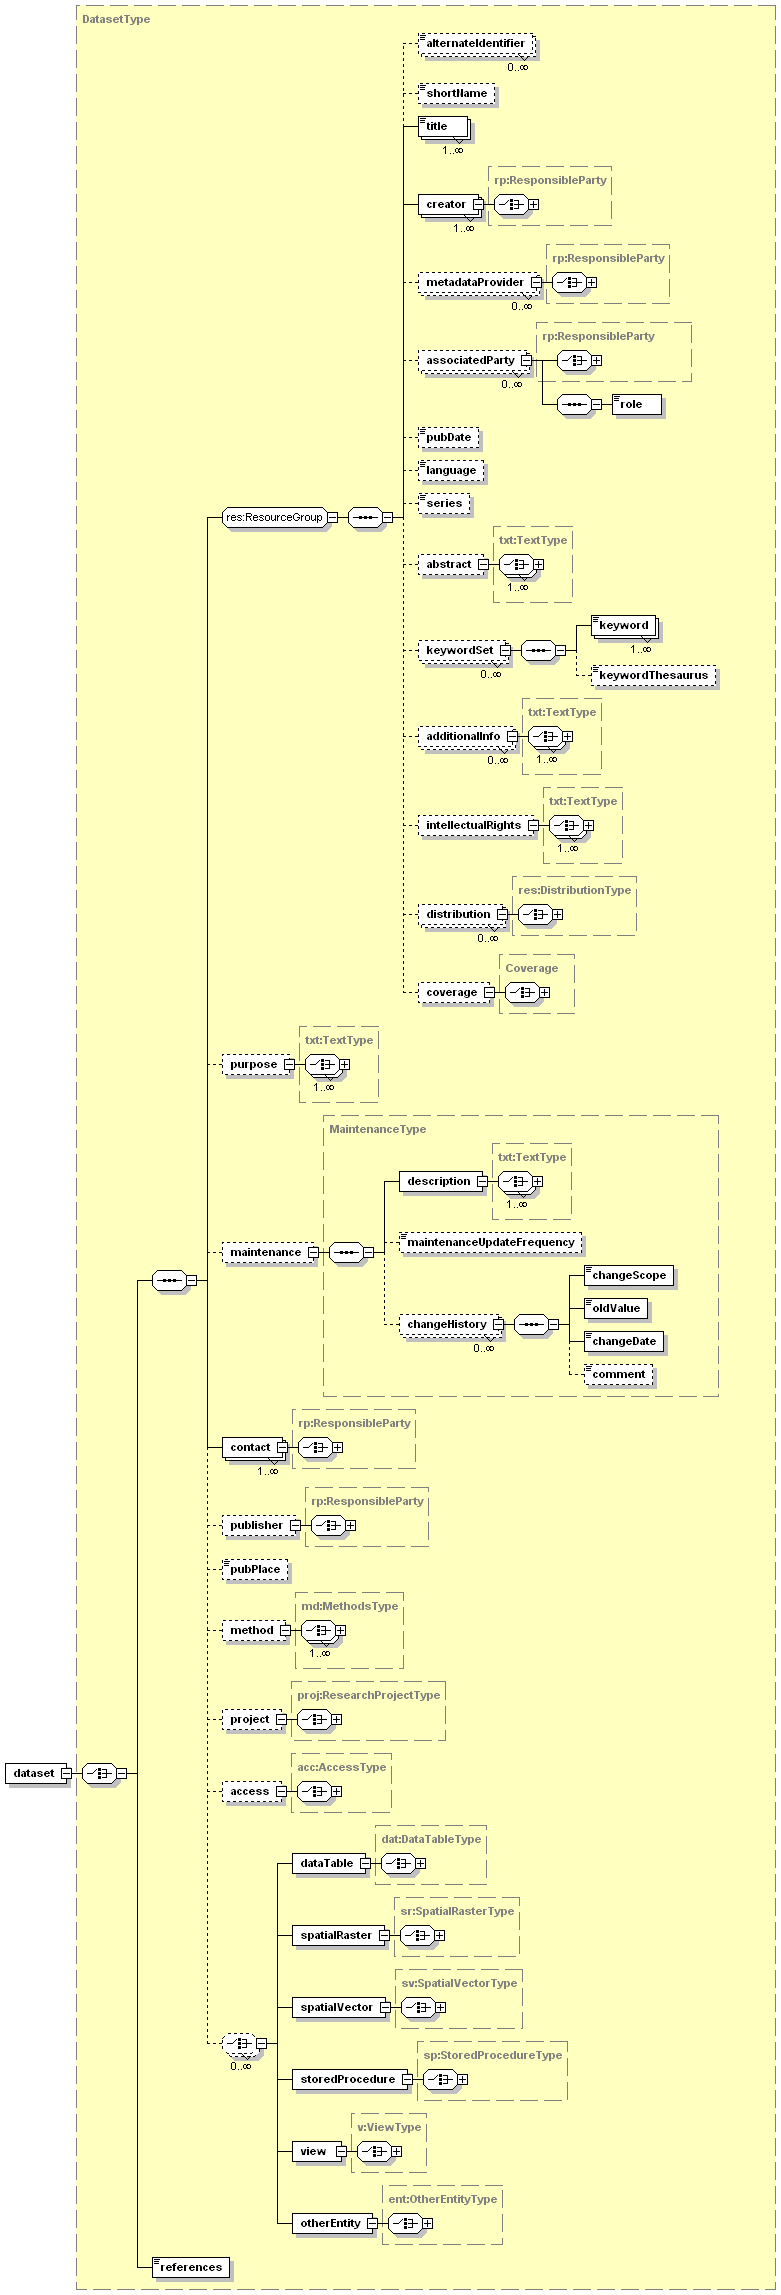 DatasetType
alternateIdentifier
0..∞
shortName
title
1..∞
rp:ResponsibleParty
creator
1..∞
rp:ResponsibleParty
metadataProvider
0..∞
rp:ResponsibleParty
associatedParty
0..∞
role
pubDate
language
series
res:ResourceGroup
txt:TextType
abstract
1..∞
keyword
1..∞
keywordSet
0..∞
keywordThesaurus
txt:TextType
additionalInfo
0..∞
1..∞
txt:TextType
intellectualRights
1..∞
res:DistributionType
distribution
0..∞
Coverage
coverage
txt:TextType
purpose
1..∞
MaintenanceType
txt:TextType
description
1..∞
maintenanceUpdateFrequency
maintenance
changeScope
oldValue
changeHistory
0..∞
changeDate
comment
rp:ResponsibleParty
contact
1..∞
rp:ResponsibleParty
publisher
pubPlace
md:MethodsType
method
1..∞
proj:ResearchProjectType
project
acc:AccessType
access
dataset
dat:DataTableType
dataTable
sr:SpatialRasterType
spatialRaster
sv:SpatialVectorType
spatialVector
0..∞
sp:StoredProcedureType
storedProcedure
v:ViewType
view
ent:OtherEntityType
otherEntity
references